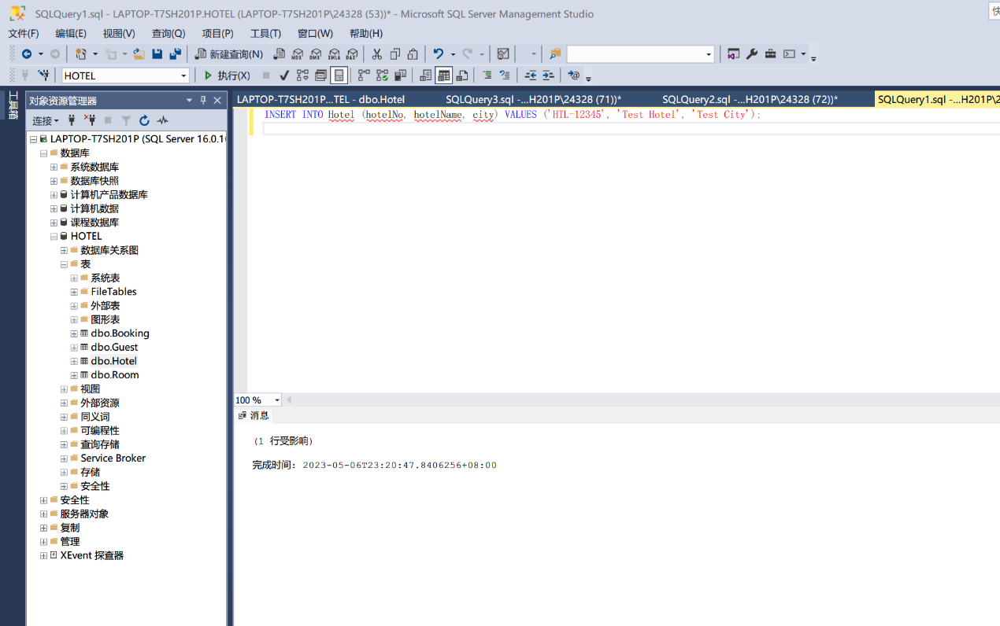 SQLQuery1.sql - LAPTOP-T7SH201P.HOTEL (LAPTOP-T7SH201P\24328 (53))* - Microsoft SQL Server Management Studio
快
文件(F) 编辑(E) 视图(V) 查询(Q) 项目(P) 工具(T) 窗口(W) 帮助(H)
新建查询(N) MDX DMX XMLA DAX
HOTEL 执行(X)
工具箱
对象资源管理器
LAPTOP-T7SH201P...TEL - dbo.Hotel SQLQuery3.sql -...H201P\24328 (71))* SQLQuery2.sql -...H201P\24328 (72))* SQLQuery1.sql -...H201P\2
连接
LAPTOP-T7SH201P (SQL Server 16.0.1
数据库
系统数据库
数据库快照
计算机产品数据库
计算机数据
课程数据库
HOTEL
数据库关系图
表
系统表
FileTables
外部表
图形表
dbo.Booking
dbo.Guest
dbo.Hotel
dbo.Room
视图
外部资源
同义词
可编程性
查询存储
Service Broker
存储
安全性
安全性
服务器对象
复制
管理
XEvent 探查器
INSERT INTO Hotel (hotelNo, hotelName, city) VALUES ('HTL-12345', 'Test Hotel', 'Test City');
100 %
消息
(1 行受影响)
完成时间: 2023-05-06T23:20:47.8406256+08:00